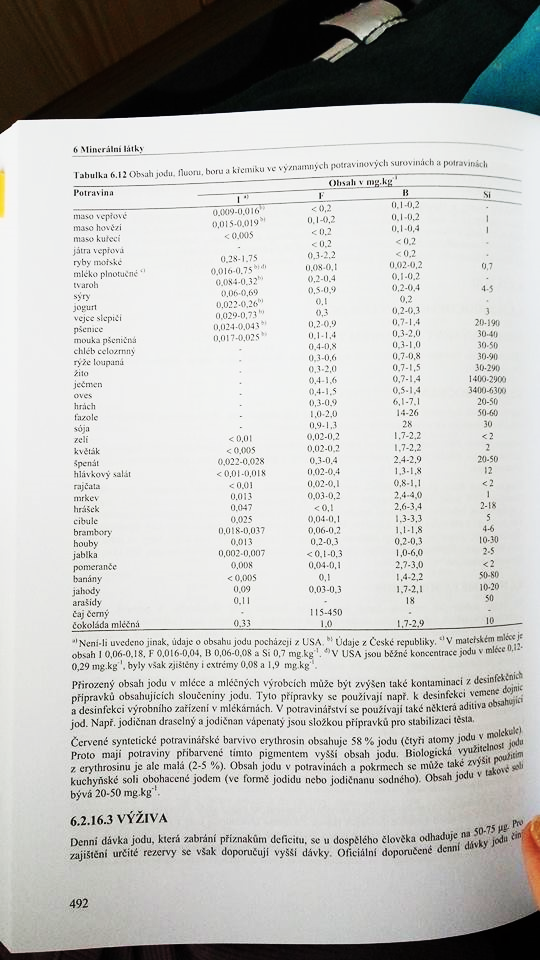 6 Minerální látky
Tabulka 6.12 Obsah jodu, fluoru, boru a křemíku ve významných potravinových surovinách a potravinách
Potravina Obsah v mg.kg⁻¹
I ᵃ⁾ F B Si
maso vepřové 0,009-0,016ᵇ⁾ < 0,2 0,1-0,2 -
maso hovězí 0,015-0,019ᵇ⁾ 0,1-0,2 0,1-0,2 1
maso kuřecí < 0,005 < 0,2 0,1-0,4 1
játra vepřová - < 0,2 < 0,2 -
ryby mořské 0,28-1,75 0,3-2,2 < 0,2 -
mléko plnotučné ᶜ⁾ 0,016-0,75 ᵇ⁾ ᵈ⁾ 0,08-0,1 0,02-0,2 0,7
tvaroh 0,084-0,32ᵇ⁾ 0,2-0,4 0,1-0,2 -
sýry 0,06-0,69 0,5-0,9 0,2-0,4 4-5
jogurt 0,022-0,26ᵇ⁾ 0,1 0,2 -
vejce slepičí 0,029-0,73ᵇ⁾ 0,3 0,2-0,3 3
pšenice 0,024-0,043ᵇ⁾ 0,2-0,9 0,7-1,4 20-190
mouka pšeničná 0,017-0,025ᵇ⁾ 0,1-1,4 0,3-2,0 30-40
chléb celozrnný - 0,4-0,8 0,3-1,0 30-50
rýže loupaná - 0,3-0,6 0,7-0,8 30-90
žito - 0,3-2,0 0,7-1,5 30-290
ječmen - 0,4-1,6 0,7-1,4 1400-2900
oves - 0,4-1,5 0,5-1,4 3400-6300
hrách - 0,3-0,9 6,1-7,1 20-50
fazole - 1,0-2,0 14-26 50-60
sója - 0,9-1,3 28 30
zelí < 0,01 0,02-0,2 1,7-2,2 < 2
květák < 0,005 0,02-0,2 1,7-2,2 2
špenát 0,022-0,028 0,3-0,4 2,4-2,9 20-50
hlávkový salát < 0,01-0,018 0,02-0,4 1,3-1,8 12
rajčata < 0,01 0,02-0,1 0,8-1,1 < 2
mrkev 0,013 0,03-0,2 2,4-4,0 1
hrášek 0,047 < 0,1 2,6-3,4 2-18
cibule 0,025 0,04-0,1 1,3-3,3 5
brambory 0,018-0,037 0,06-0,2 1,1-1,8 4-6
houby 0,013 0,2-0,3 0,2-0,3 10-30
jablka 0,002-0,007 < 0,1-0,3 1,0-6,0 2-5
pomeranče 0,008 0,04-0,1 2,7-3,0 < 2
banány < 0,005 0,1 1,4-2,2 50-80
jahody 0,09 0,03-0,3 1,7-2,1 10-20
arašídy 0,11 - 18 50
čaj černý - 115-450 - -
čokoláda mléčná 0,33 1,0 1,7-2,9 10
ᵃ⁾ Není-li uvedeno jinak, údaje o obsahu jodu pocházejí z USA. ᵇ⁾ Údaje z České republiky. ᶜ⁾ V mateřském mléce je
obsah I 0,06-0,18, F 0,016-0,04, B 0,06-0,08 a Si 0,7 mg.kg⁻¹. ᵈ⁾ V USA jsou běžné koncentrace jodu v mléce 0,12-
0,29 mg.kg⁻¹, byly však zjištěny i extrémy 0,08 a 1,9 mg.kg⁻¹.
Přirozený obsah jodu v mléce a mléčných výrobcích může být zvýšen také kontaminací z desinfekčních
přípravků obsahujících sloučeniny jodu. Tyto přípravky se používají např. k desinfekci vemene dojnic
a desinfekci výrobního zařízení v mlékárnách. V potravinářství se používají také některá aditiva obsahující
jod. Např. jodičnan draselný a jodičnan vápenatý jsou složkou přípravků pro stabilizaci těsta.
Červené syntetické potravinářské barvivo erythrosin obsahuje 58 % jodu (čtyři atomy jodu v molekule).
Proto mají potraviny přibarvené tímto pigmentem vyšší obsah jodu. Biologická využitelnost jodu
z erythrosinu je ale malá (2-5 %). Obsah jodu v potravinách a pokrmech se může také zvýšit použitím
kuchyňské soli obohacené jodem (ve formě jodidu nebo jodičnanu sodného). Obsah jodu v takové soli
bývá 20-50 mg.kg⁻¹.
6.2.16.3 VÝŽIVA
Denní dávka jodu, která zabrání příznakům deficitu, se u dospělého člověka odhaduje na 50-75 µg. Pro
zajištění určité rezervy se však doporučují vyšší dávky. Oficiální doporučené denní dávky jodu
492